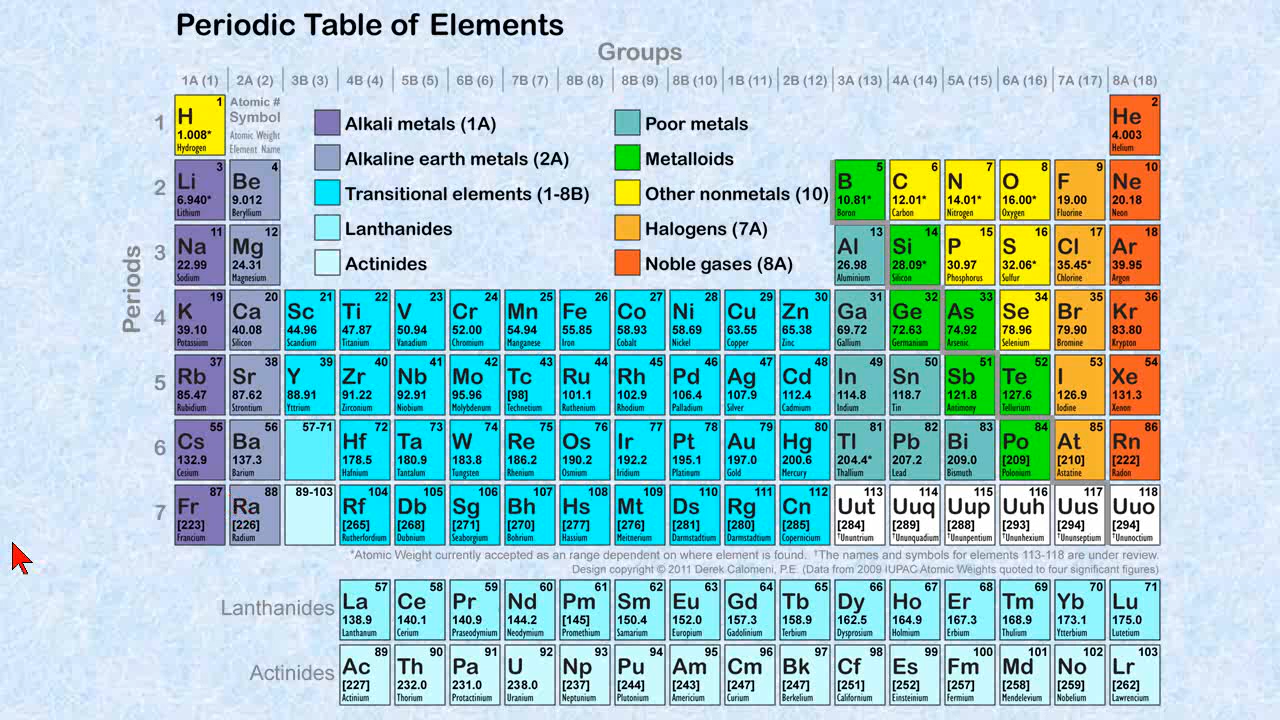 Periodic Table of Elements
Groups
1A (1) 2A (2) 3B (3) 4B (4) 5B (5) 6B (6) 7B (7) 8B (8) 8B (9) 8B (10) 1B (11) 2B (12) 3A (13) 4A (14) 5A (15) 6A (16) 7A (17) 8A (18)
Periods
1 2 3 4 5 6 7
1 H 1.008* Hydrogen
Atomic #
Symbol
Atomic Weight
Element Name
Alkali metals (1A)
Alkaline earth metals (2A)
Transitional elements (1-8B)
Lanthanides
Actinides
Poor metals
Metalloids
Other nonmetals (10)
Halogens (7A)
Noble gases (8A)
2 He 4.003 Helium
3 Li 6.940* Lithium
4 Be 9.012 Beryllium
5 B 10.81* Boron
6 C 12.01* Carbon
7 N 14.01* Nitrogen
8 O 16.00* Oxygen
9 F 19.00 Fluorine
10 Ne 20.18 Neon
11 Na 22.99 Sodium
12 Mg 24.31 Magnesium
13 Al 26.98 Aluminium
14 Si 28.09* Silicon
15 P 30.97 Phosphorus
16 S 32.06* Sulfur
17 Cl 35.45* Chlorine
18 Ar 39.95 Argon
19 K 39.10 Potassium
20 Ca 40.08 Silicon
21 Sc 44.96 Scandium
22 Ti 47.87 Titanium
23 V 50.94 Vanadium
24 Cr 52.00 Chromium
25 Mn 54.94 Manganese
26 Fe 55.85 Iron
27 Co 58.93 Cobalt
28 Ni 58.69 Nickel
29 Cu 63.55 Copper
30 Zn 65.38 Zinc
31 Ga 69.72 Gallium
32 Ge 72.63 Germanium
33 As 74.92 Arsenic
34 Se 78.96 Selenium
35 Br 79.90 Bromine
36 Kr 83.80 Krypton
37 Rb 85.47 Rubidium
38 Sr 87.62 Strontium
39 Y 88.91 Yttrium
40 Zr 91.22 Zirconium
41 Nb 92.91 Niobium
42 Mo 95.96 Molybdenum
43 Tc [98] Technetium
44 Ru 101.1 Ruthenium
45 Rh 102.9 Rhodium
46 Pd 106.4 Palladium
47 Ag 107.9 Silver
48 Cd 112.4 Cadmium
49 In 114.8 Indium
50 Sn 118.7 Tin
51 Sb 121.8 Antimony
52 Te 127.6 Tellurium
53 I 126.9 Iodine
54 Xe 131.3 Xenon
55 Cs 132.9 Cesium
56 Ba 137.3 Barium
57-71
72 Hf 178.5 Hafnium
73 Ta 180.9 Tantalum
74 W 183.8 Tungsten
75 Re 186.2 Rhenium
76 Os 190.2 Osmium
77 Ir 192.2 Iridium
78 Pt 195.1 Platinum
79 Au 197.0 Gold
80 Hg 200.6 Mercury
81 Tl 204.4* Thallium
82 Pb 207.2 Lead
83 Bi 209.0 Bismuth
84 Po [209] Polonium
85 At [210] Astatine
86 Rn [222] Radon
87 Fr [223] Francium
88 Ra [226] Radium
89-103
104 Rf [265] Rutherfordium
105 Db [268] Dubnium
106 Sg [271] Seaborgium
107 Bh [270] Bohrium
108 Hs [277] Hassium
109 Mt [276] Meitnerium
110 Ds [281] Darmstadtium
111 Rg [280] Darmstadtium
112 Cn [285] Copernicium
113 Uut [284] †Ununtrium
114 Uuq [289] †Ununquadium
115 Uup [288] †Ununpentium
116 Uuh [293] †Ununhexium
117 Uus [294] †Ununseptium
118 Uuo [294] †Ununoctium
*Atomic Weight currently accepted as an range dependent on where element is found. †The names and symbols for elements 113-118 are under review.
Design copyright © 2011 Derek Calomeni, P.E. (Data from 2009 IUPAC Atomic Weights quoted to four significant figures)
Lanthanides
57 La 138.9 Lanthanum
58 Ce 140.1 Cerium
59 Pr 140.9 Praseodymium
60 Nd 144.2 Neodymium
61 Pm [145] Promethium
62 Sm 150.4 Samarium
63 Eu 152.0 Europium
64 Gd 157.3 Gadolinium
65 Tb 158.9 Terbium
66 Dy 162.5 Dysprosium
67 Ho 164.9 Holmium
68 Er 167.3 Erbium
69 Tm 168.9 Thulium
70 Yb 173.1 Ytterbium
71 Lu 175.0 Lutetium
Actinides
89 Ac [227] Actinium
90 Th 232.0 Thorium
91 Pa 231.0 Protactinium
92 U 238.0 Uranium
93 Np [237] Neptunium
94 Pu [244] Plutonium
95 Am [243] Americium
96 Cm [247] Curium
97 Bk [247] Berkelium
98 Cf [251] Californium
99 Es [252] Einsteinium
100 Fm [257] Fermium
101 Md [258] Mendelevium
102 No [259] Nobelium
103 Lr [262] Lawrencium